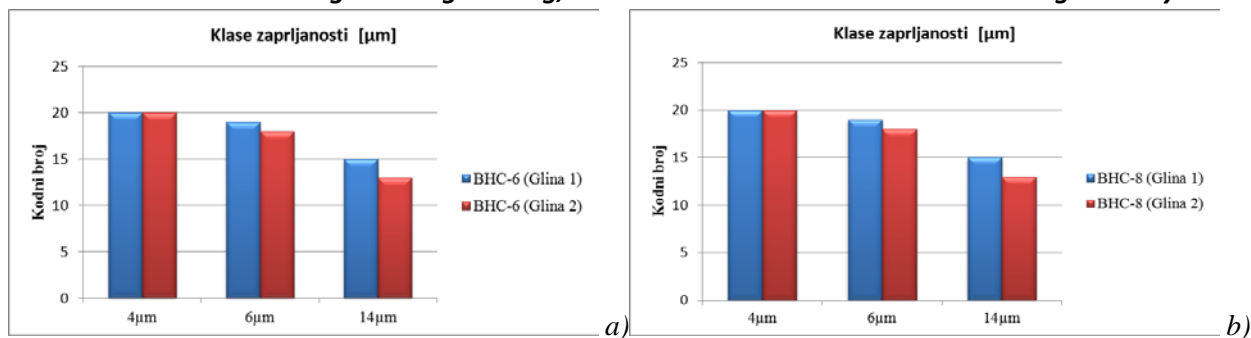 Klase zaprljanosti [µm]
25
20
15
10
5
0
Kodni broj
4µm
6µm
14µm
BHC-6 (Glina 1)
BHC-6 (Glina 2)
a)
Klase zaprljanosti [µm]
25
20
15
10
5
0
Kodni broj
4µm
6µm
14µm
BHC-8 (Glina 1)
BHC-8 (Glina 2)
b)